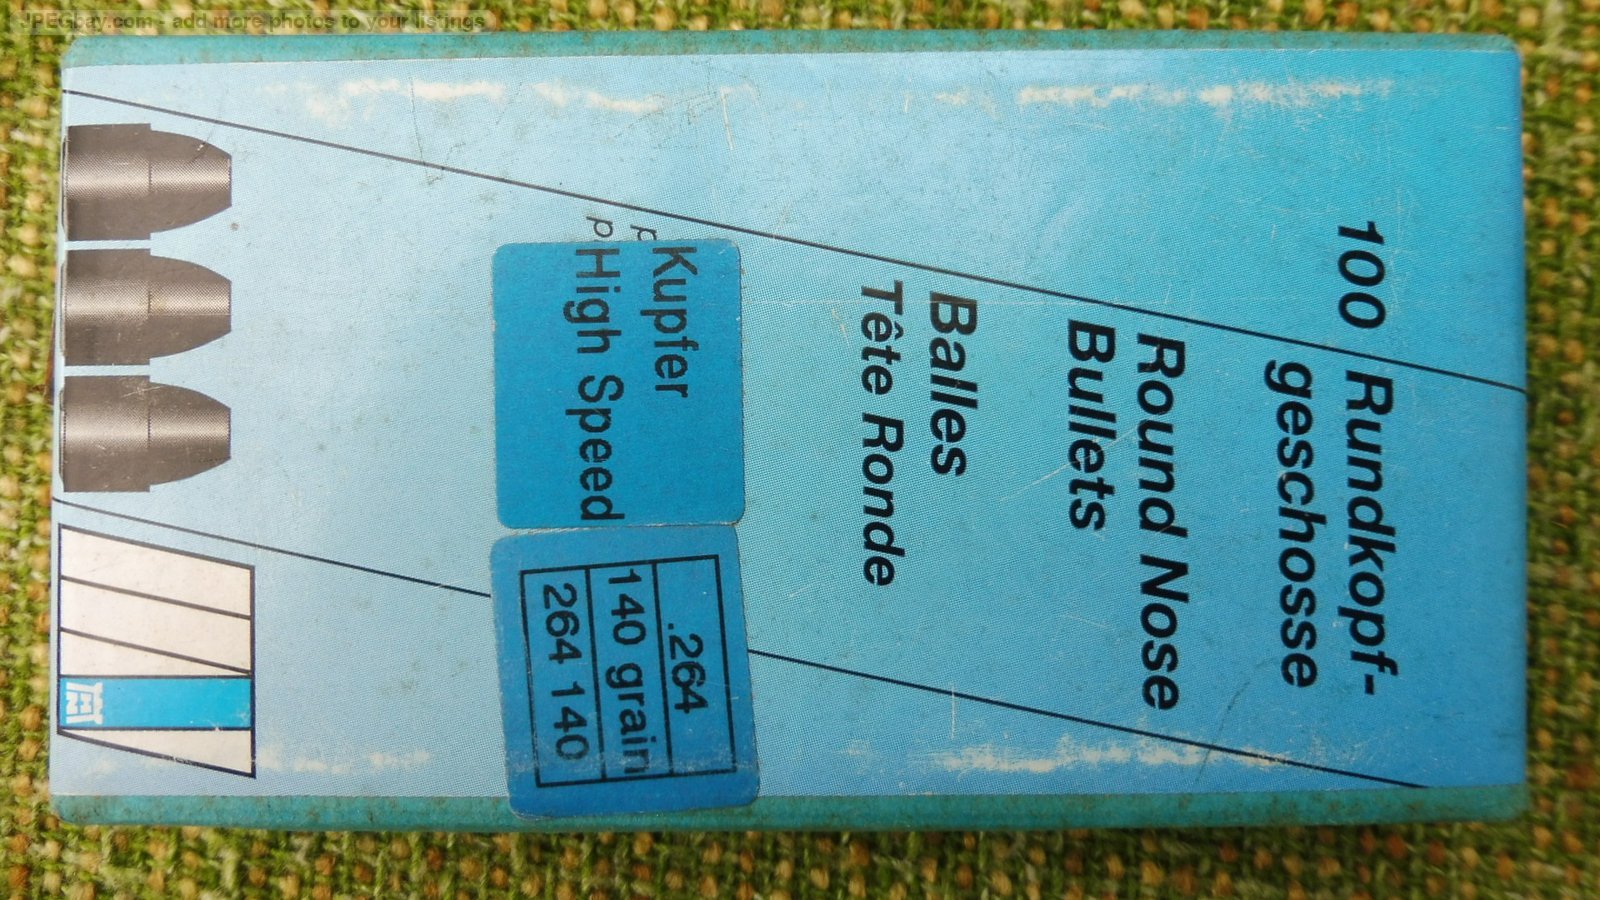 JPEGbay.com - add more photos to your listings
100 Rundkopf-
geschosse
Round Nose
Bullets
Balles
Tête Ronde
p
Kupfer
p
High Speed
.264
140 grain
264 140